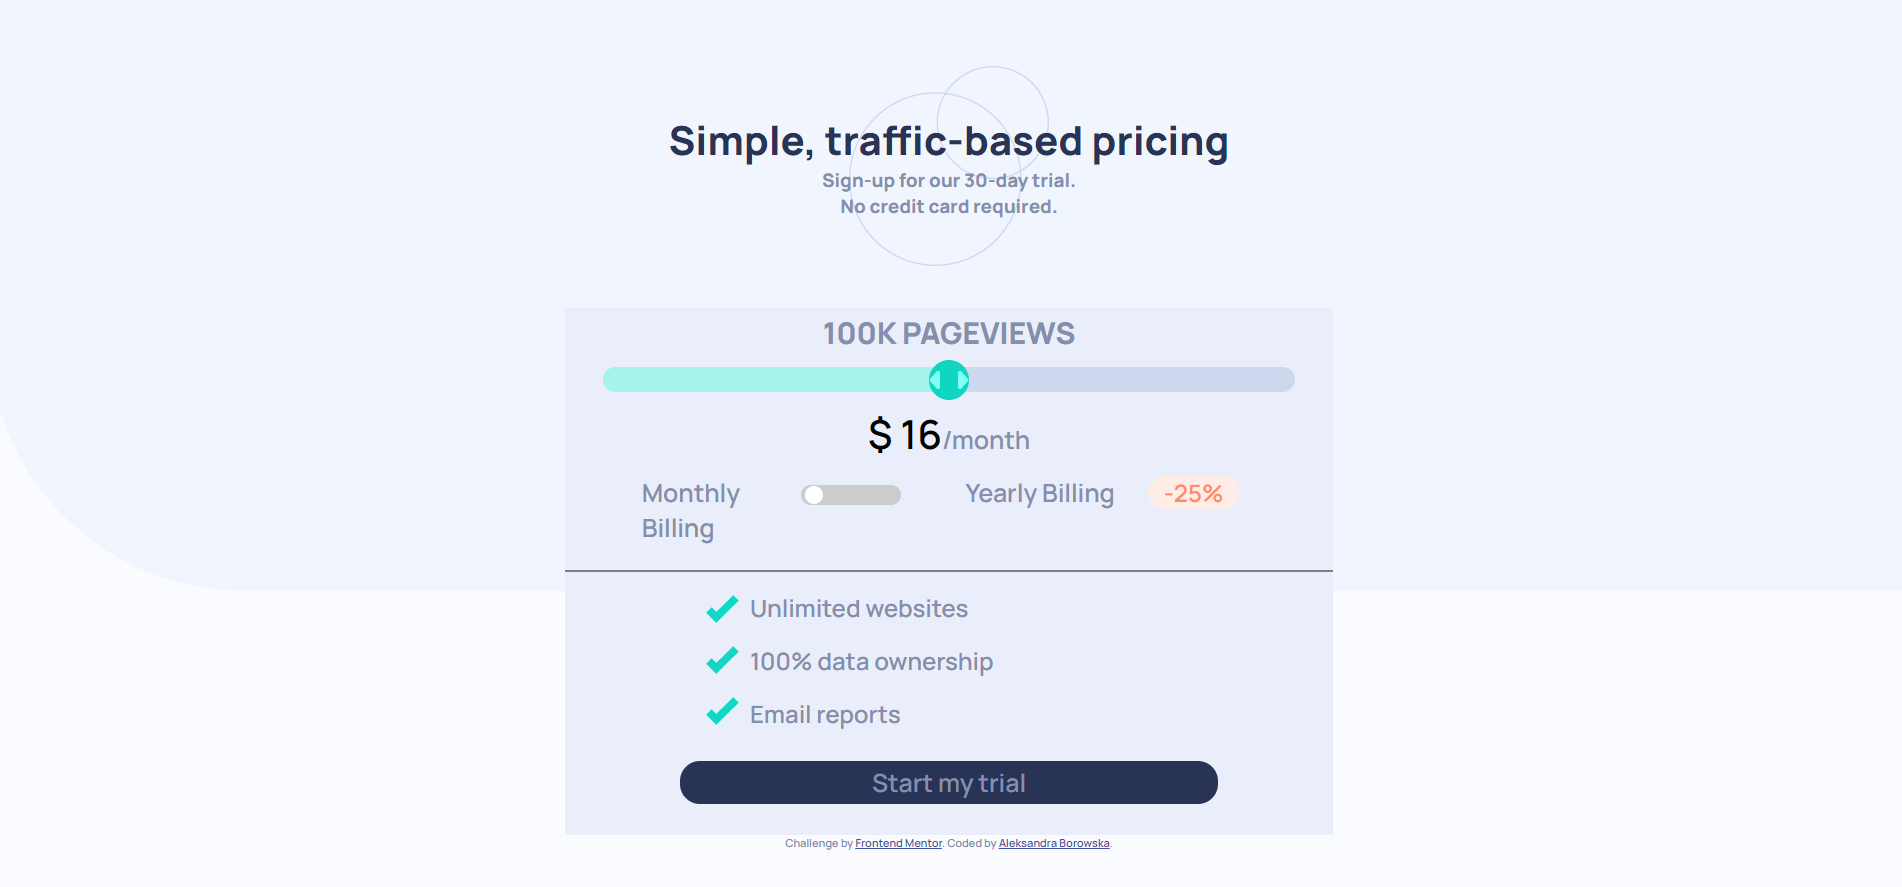 Simple, traffic-based pricing
Sign-up for our 30-day trial.
No credit card required.
100K PAGEVIEWS
$ 16/month
Monthly Billing
Yearly Billing
-25%
Unlimited websites
100% data ownership
Email reports
Start my trial
Challenge by Frontend Mentor. Coded by Aleksandra Borowska.